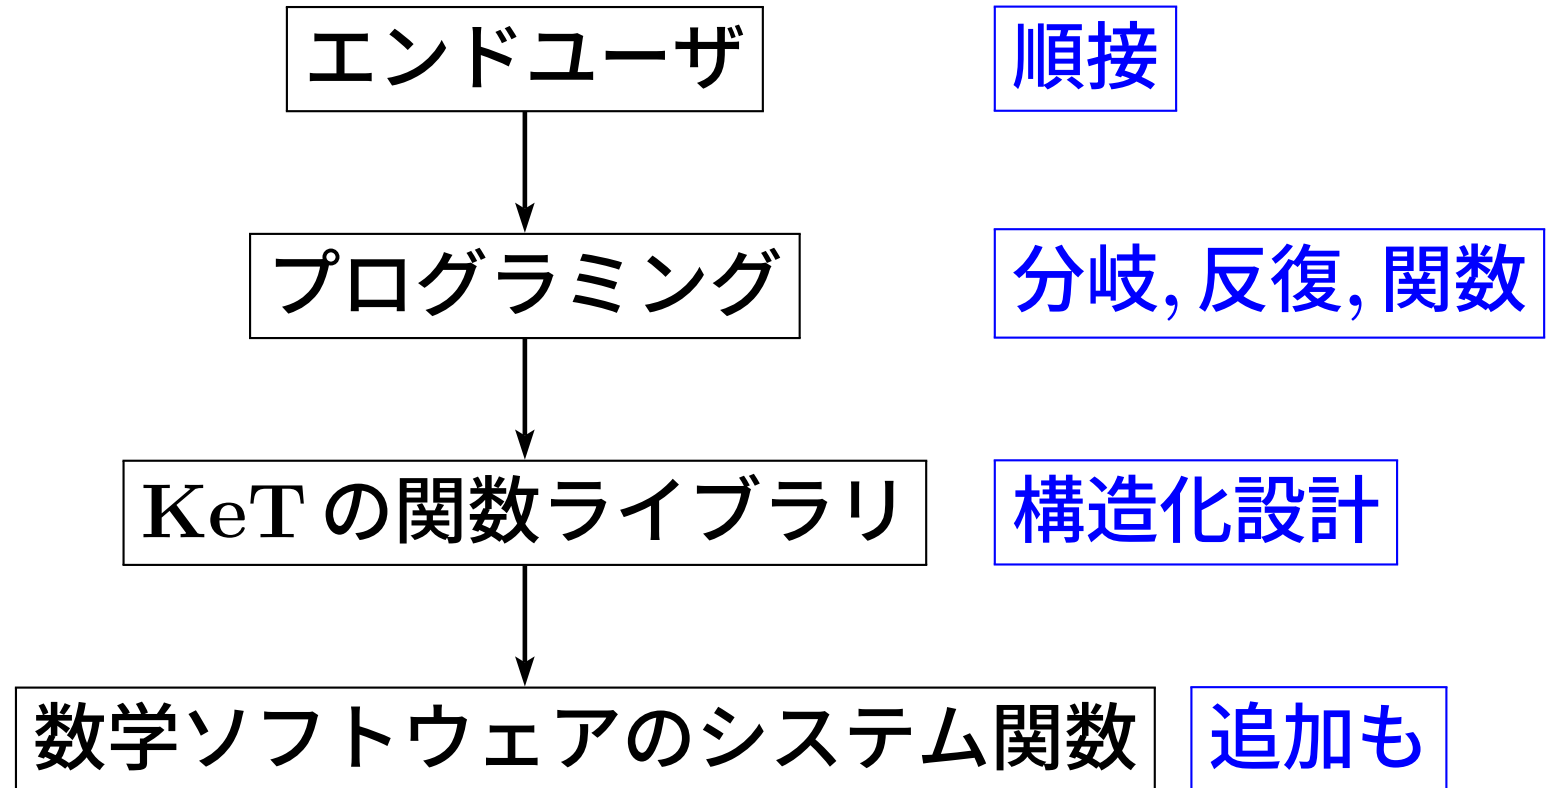 エンドユーザ 順接
プログラミング 分岐, 反復, 関数
KeT の関数ライブラリ 構造化設計
数学ソフトウェアのシステム関数 追加も